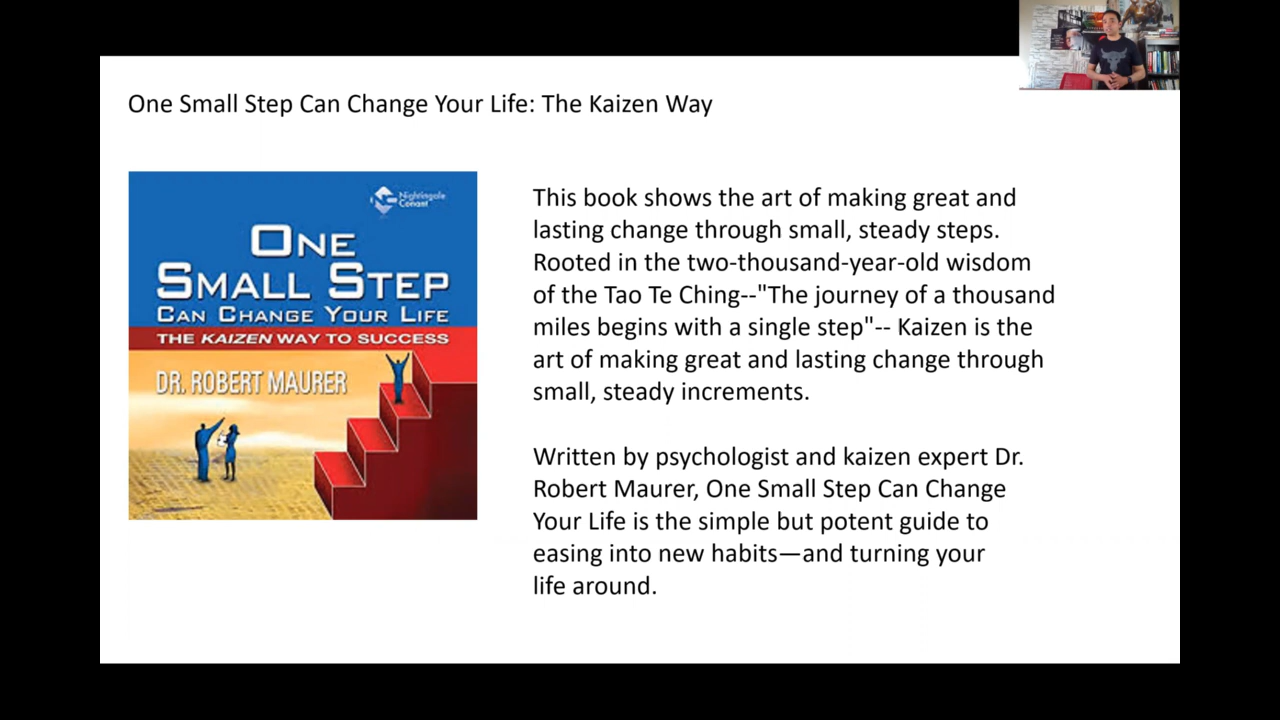 One Small Step Can Change Your Life: The Kaizen Way
Nightingale
Conant
ONE
SMALL STEP
CAN CHANGE YOUR LIFE
THE KAIZEN WAY TO SUCCESS
DR. ROBERT MAURER
This book shows the art of making great and
lasting change through small, steady steps.
Rooted in the two-thousand-year-old wisdom
of the Tao Te Ching--"The journey of a thousand
miles begins with a single step"-- Kaizen is the
art of making great and lasting change through
small, steady increments.
Written by psychologist and kaizen expert Dr.
Robert Maurer, One Small Step Can Change
Your Life is the simple but potent guide to
easing into new habits—and turning your
life around.